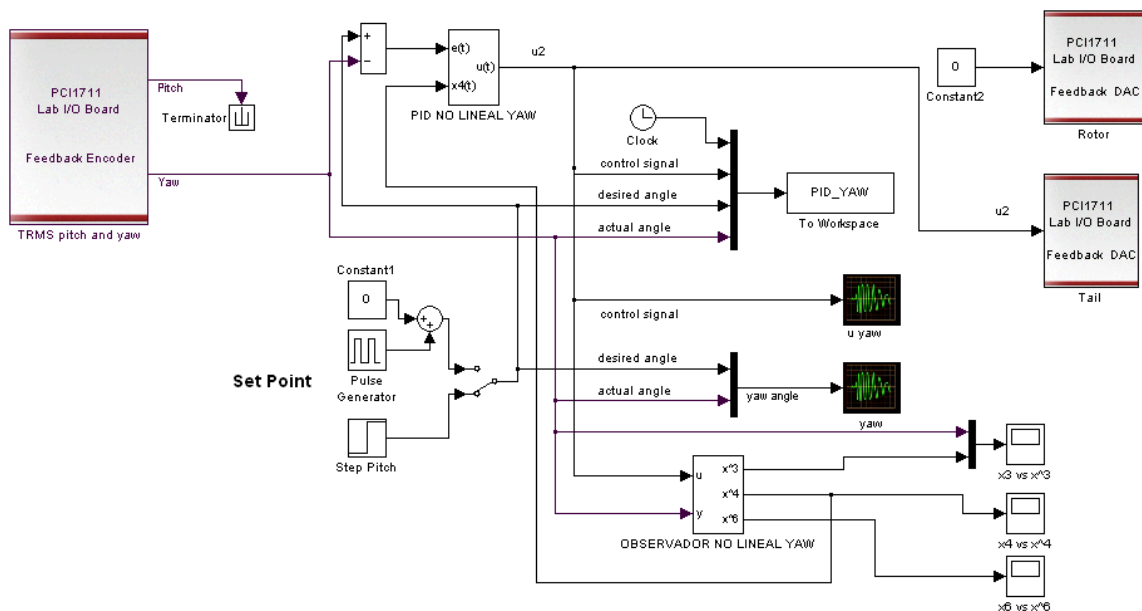 PCI1711
Lab I/O Board
Feedback Encoder
TRMS pitch and yaw
Pitch
Terminator
Yaw
+
−
e(t)
x4(t)
u(t)
PID NO LINEAL YAW
u2
Clock
control signal
desired angle
actual angle
PID_YAW
To Workspace
0
Constant2
PCI1711
Lab I/O Board
Feedback DAC
Rotor
u2
PCI1711
Lab I/O Board
Feedback DAC
Tail
Constant1
0
+
+
Pulse
Generator
Set Point
Step Pitch
control signal
u yaw
desired angle
actual angle
yaw angle
yaw
u
y
x^3
x^4
x^6
OBSERVADOR NO LINEAL YAW
x3 vs x^3
x4 vs x^4
x6 vs x^6